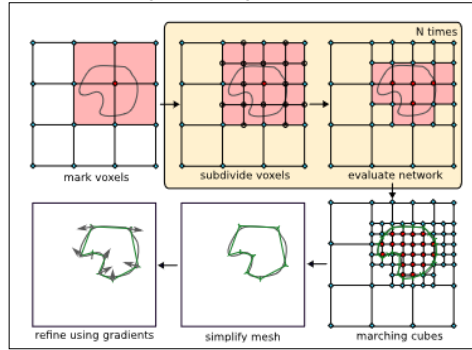 N times
mark voxels
subdivide voxels
evaluate network
refine using gradients
simplify mesh
marching cubes